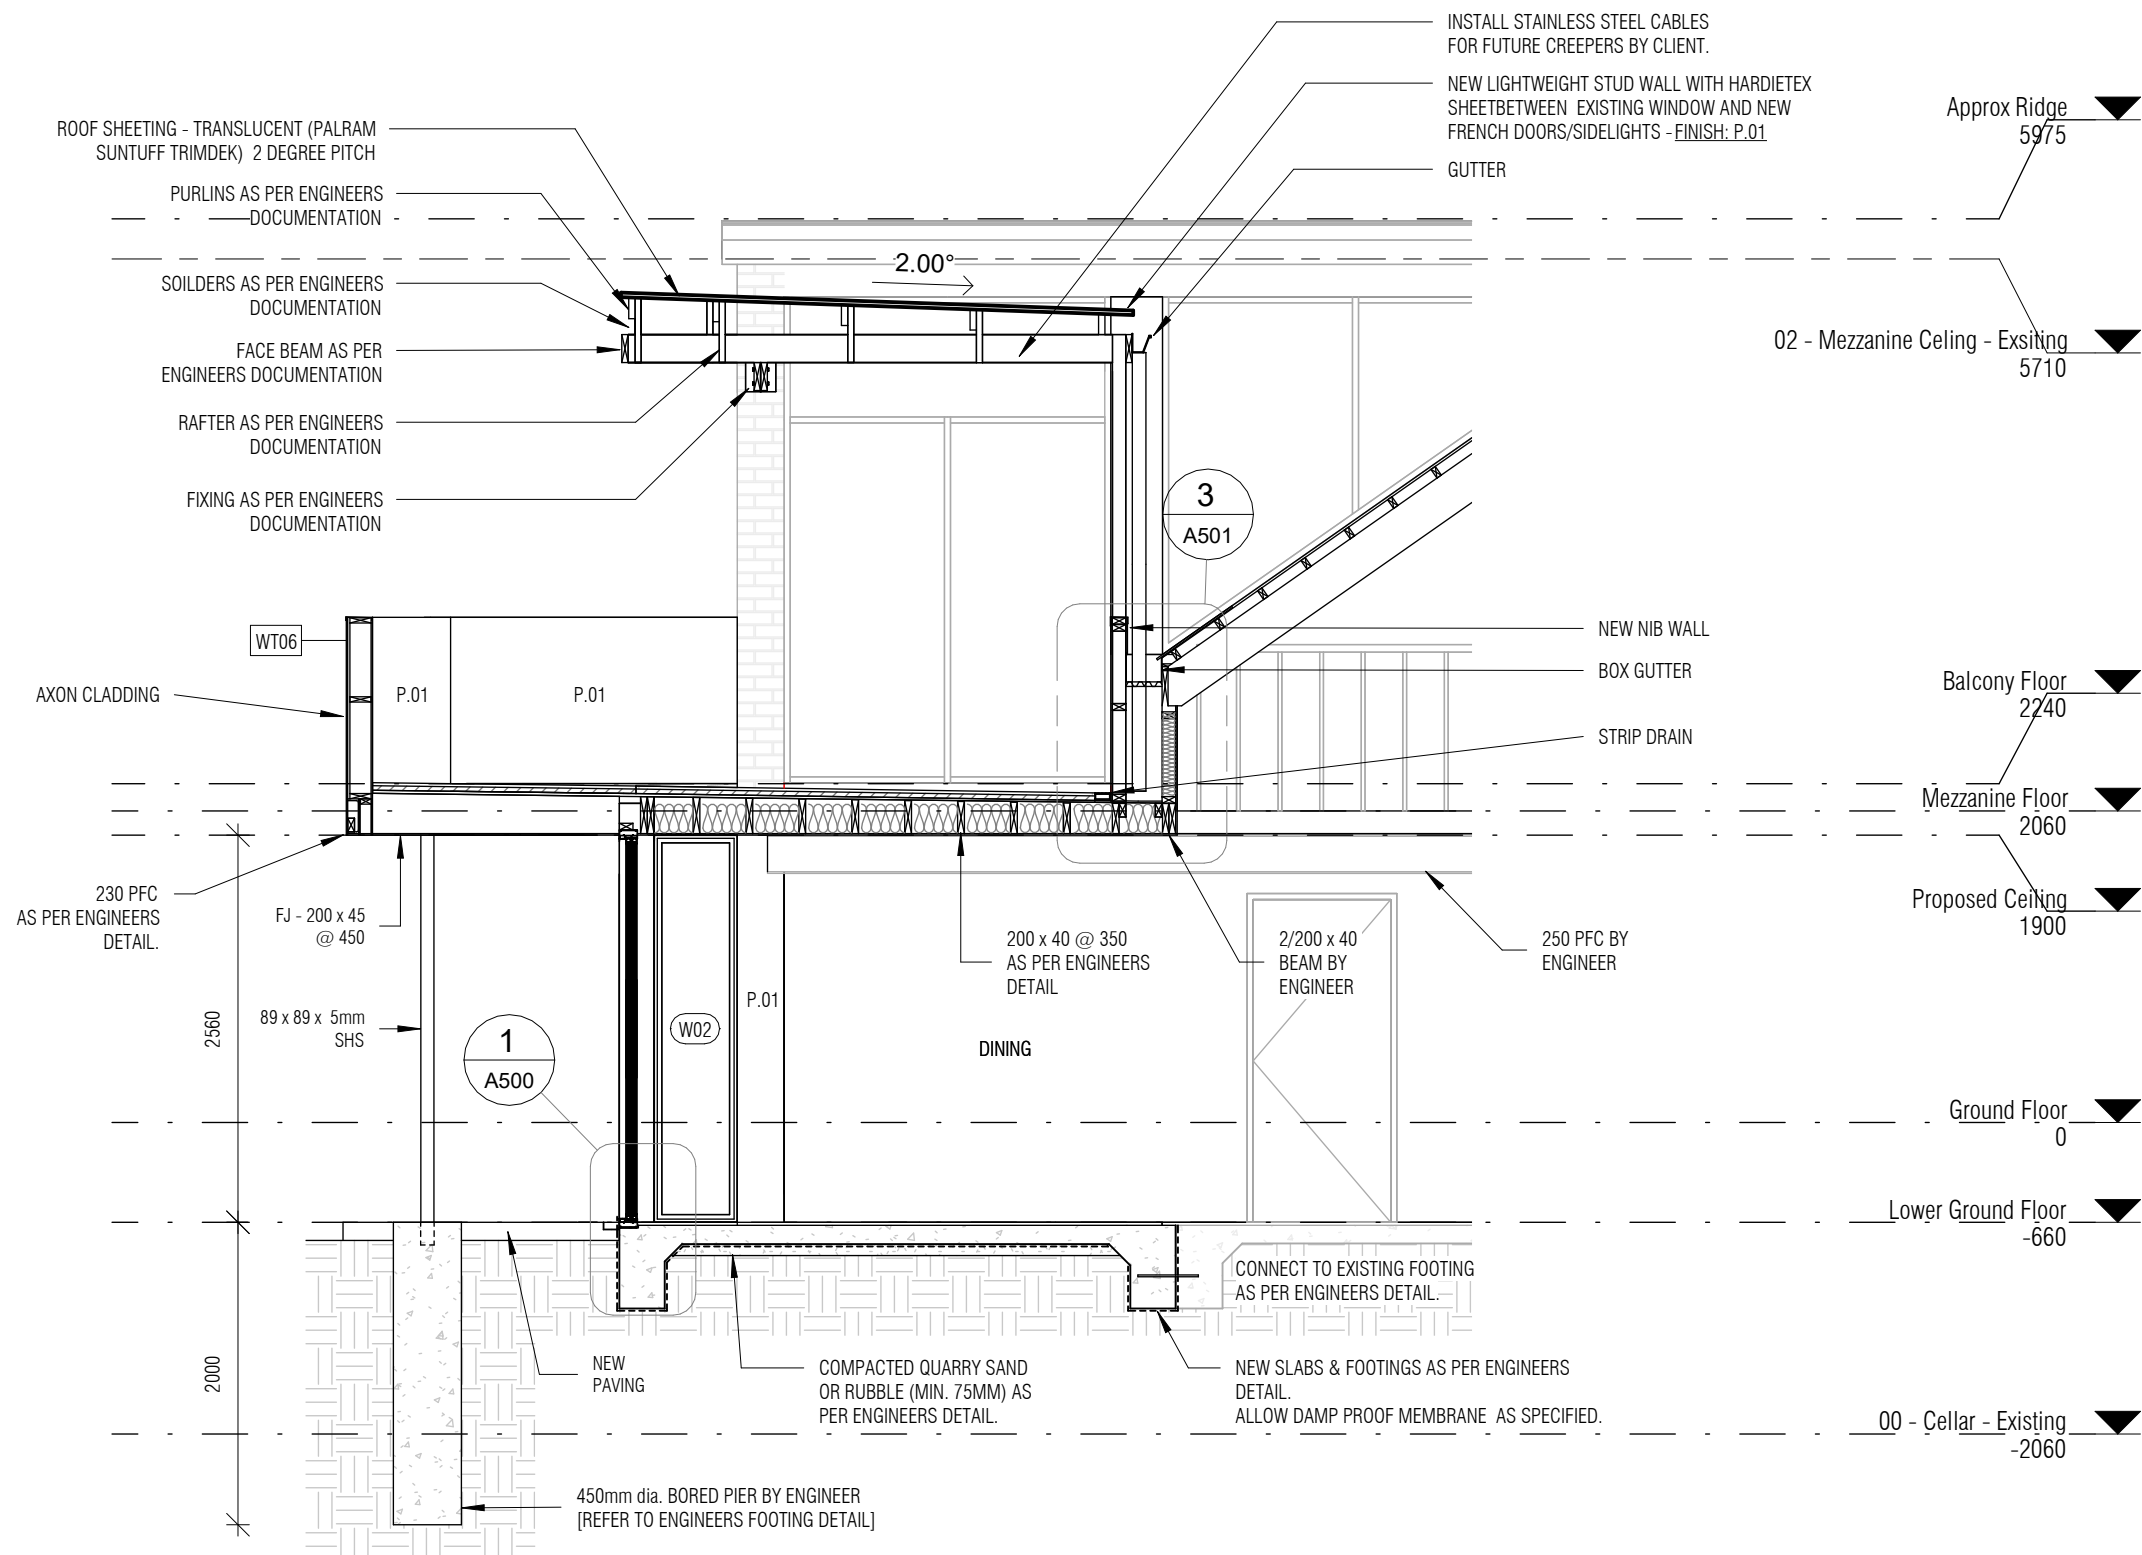 INSTALL STAINLESS STEEL CABLES
FOR FUTURE CREEPERS BY CLIENT.
NEW LIGHTWEIGHT STUD WALL WITH HARDIETEX
SHEETBETWEEN EXISTING WINDOW AND NEW
FRENCH DOORS/SIDELIGHTS - FINISH: P.01
GUTTER
ROOF SHEETING - TRANSLUCENT (PALRAM
SUNTUFF TRIMDEK) 2 DEGREE PITCH
PURLINS AS PER ENGINEERS
DOCUMENTATION
SOILDERS AS PER ENGINEERS
DOCUMENTATION
FACE BEAM AS PER
ENGINEERS DOCUMENTATION
RAFTER AS PER ENGINEERS
DOCUMENTATION
FIXING AS PER ENGINEERS
DOCUMENTATION
2.00°
Approx Ridge
5975
02 - Mezzanine Celing - Exsiting
5710
3
A501
WT06
AXON CLADDING
P.01
P.01
NEW NIB WALL
BOX GUTTER
STRIP DRAIN
Balcony Floor
2240
Mezzanine Floor
2060
Proposed Ceiling
1900
230 PFC
AS PER ENGINEERS
DETAIL.
FJ - 200 x 45
@ 450
200 x 40 @ 350
AS PER ENGINEERS
DETAIL
2/200 x 40
BEAM BY
ENGINEER
250 PFC BY
ENGINEER
89 x 89 x 5mm
SHS
2560
1
A500
W02
P.01
DINING
Ground Floor
0
Lower Ground Floor
-660
CONNECT TO EXISTING FOOTING
AS PER ENGINEERS DETAIL.
2000
NEW
PAVING
COMPACTED QUARRY SAND
OR RUBBLE (MIN. 75MM) AS
PER ENGINEERS DETAIL.
NEW SLABS & FOOTINGS AS PER ENGINEERS
DETAIL.
ALLOW DAMP PROOF MEMBRANE AS SPECIFIED.
00 - Cellar - Existing
-2060
450mm dia. BORED PIER BY ENGINEER
[REFER TO ENGINEERS FOOTING DETAIL]